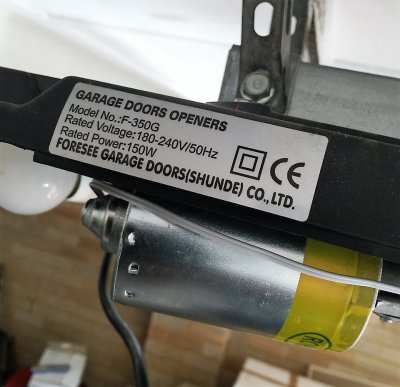 GARAGE DOORS OPENERS
Model No.:F-350G
Rated Voltage:180-240V/50Hz
Rated Power:150W
CE
FORESEE GARAGE DOORS(SHUNDE) CO.,LTD.